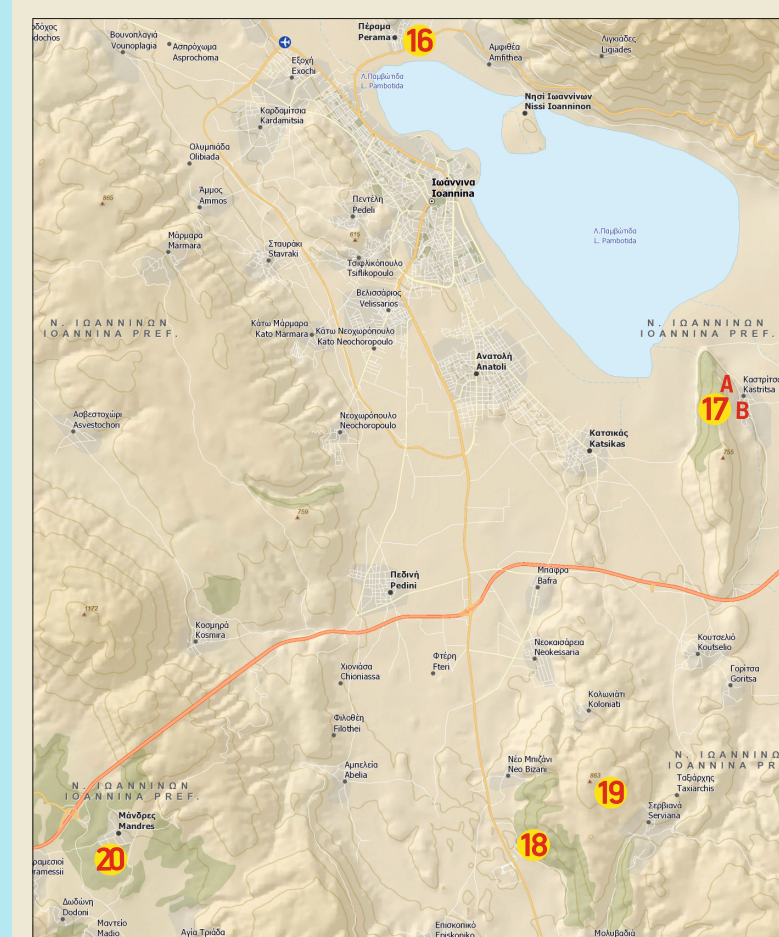 δόχος
dochos
Βουνοπλαγιά
Vounoplagia
Ασπρόχωμα
Asprochoma
Πέραμα
Perama
16
Αμφιθέα
Amfithea
Λιγκιάδες
Ligiades
Εξοχή
Exochi
Λ.Παμβώτιδα
L. Pambotida
Νησί Ιωαννίνων
Nissi Ioanninon
Καρδαμίτσια
Kardamitsia
Ολυμπιάδα
Olibiada
Άμμος
Ammos
865
Ιωάννινα
Ioannina
Πεντέλη
Pedeli
Μάρμαρα
Marmara
Σταυράκι
Stavraki
615
Τσιφλικόπουλο
Tsiflikopoulo
Λ.Παμβώτιδα
L. Pambotida
Βελισσάριος
Velissarios
Ν. ΙΩΑΝΝΙΝΩΝ
IOANNINA PREF.
Κάτω Μάρμαρα
Kato Marmara
Κάτω Νεοχωρόπουλο
Kato Neochoropoulo
Ν. ΙΩΑΝΝΙΝΩΝ
IOANNINA PREF.
Ανατολή
Anatoli
A
Καστρίτσα
Kastritsa
17
B
Ασβεστοχώρι
Asvestochori
Νεοχωρόπουλο
Neochoropoulo
Κατσικάς
Katsikas
755
759
Πεδινή
Pedini
Μπάφρα
Bafra
1172
Κοσμηρά
Kosmira
Κουτσελιό
Koutselio
Νεοκαισάρεια
Neokessaria
Φτέρη
Fteri
Χιονιάσα
Chioniassa
Γορίτσα
Goritsa
Κολωνιάτι
Koloniati
Φιλοθέη
Filothei
Αμπελεία
Abelia
Νέο Μπιζάνι
Neo Bizani
Ν. ΙΩΑΝΝΙΝΩΝ
IOANNINA PR
863
19
Ταξιάρχης
Taxiarchis
Ν. ΙΩΑΝΝΙΝΩΝ
IOANNINA PREF.
Σερβιανά
Serviana
Μάνδρες
Mandres
18
20
ραμεσιοί
ramessii
Δωδώνη
Dodoni
Μαντείο
Madio
Αγία Τριάδα
Επισκοπικό
Episkopiko
Μολυβαδιά